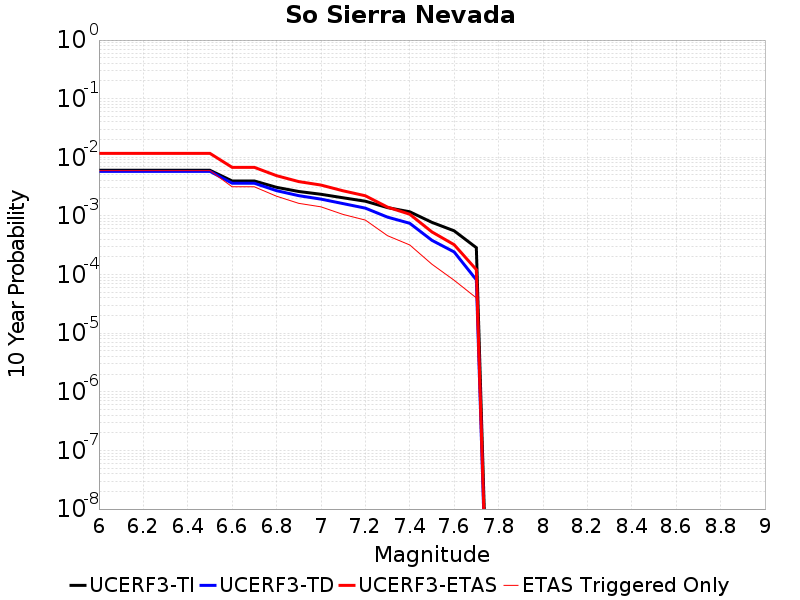 So Sierra Nevada
10^0
10^-1
10^-2
10^-3
10^-4
10^-5
10^-6
10^-7
10^-8
10 Year Probability
6 6.2 6.4 6.6 6.8 7 7.2 7.4 7.6 7.8 8 8.2 8.4 8.6 8.8 9
Magnitude
UCERF3-TI UCERF3-TD UCERF3-ETAS ETAS Triggered Only